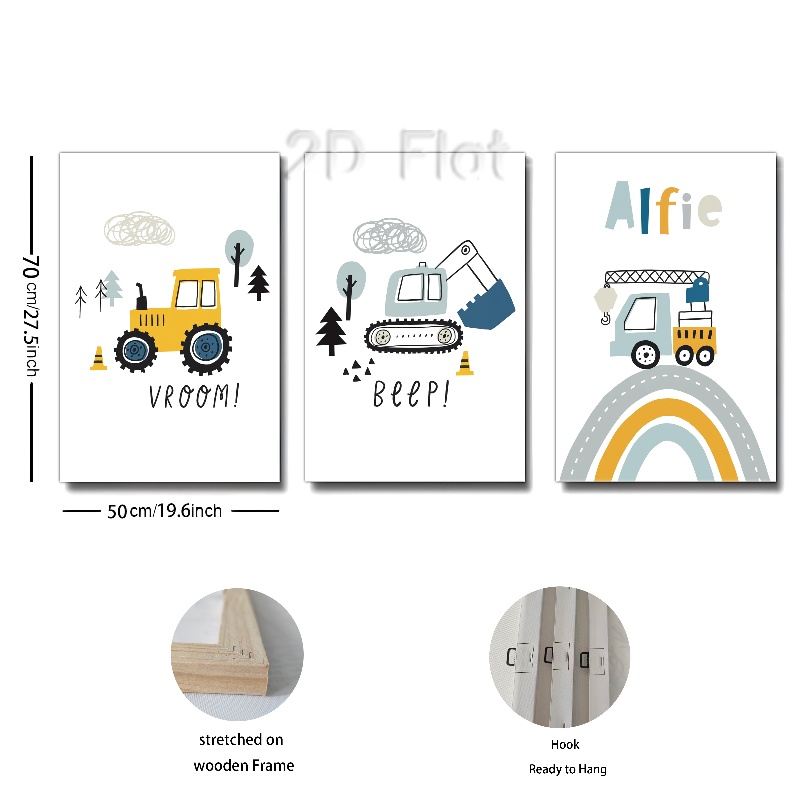 2D Flat
Alfie
70 cm/27.5inch
VROOM!
BEEP!
50cm/19.6inch
stretched on
wooden Frame
Hook
Ready to Hang